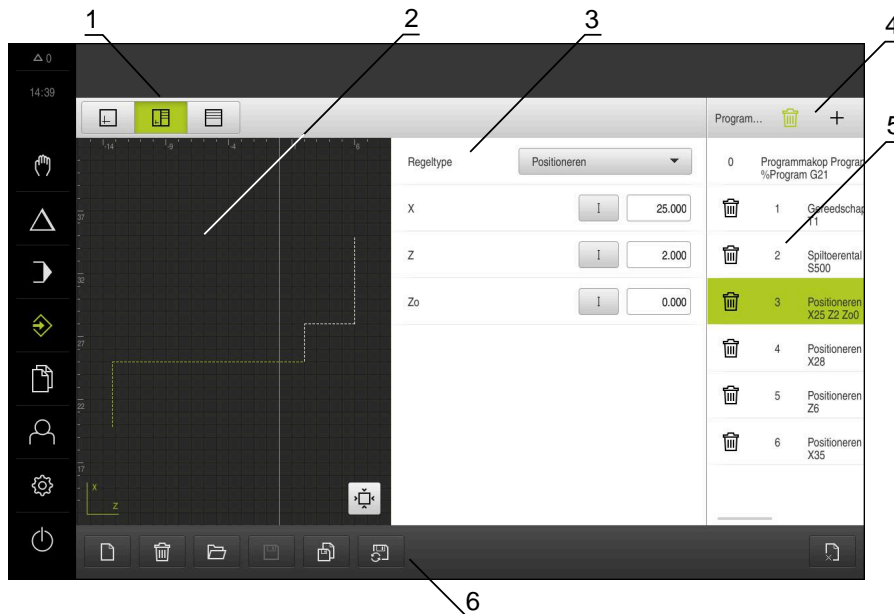 1
2
3
4
5
0
14:39
Program...
-14
-9
-4
1
6
37
32
27
22
17
X
Z
Regeltype
Positioneren
X
I
25.000
Z
I
2.000
Zo
I
0.000
0
Programmakop Program
%Program G21
1
Gereedschap
T1
2
Spiltoerental
S500
3
Positioneren
X25 Z2 Zo0
4
Positioneren
X28
5
Positioneren
Z6
6
Positioneren
X35
6